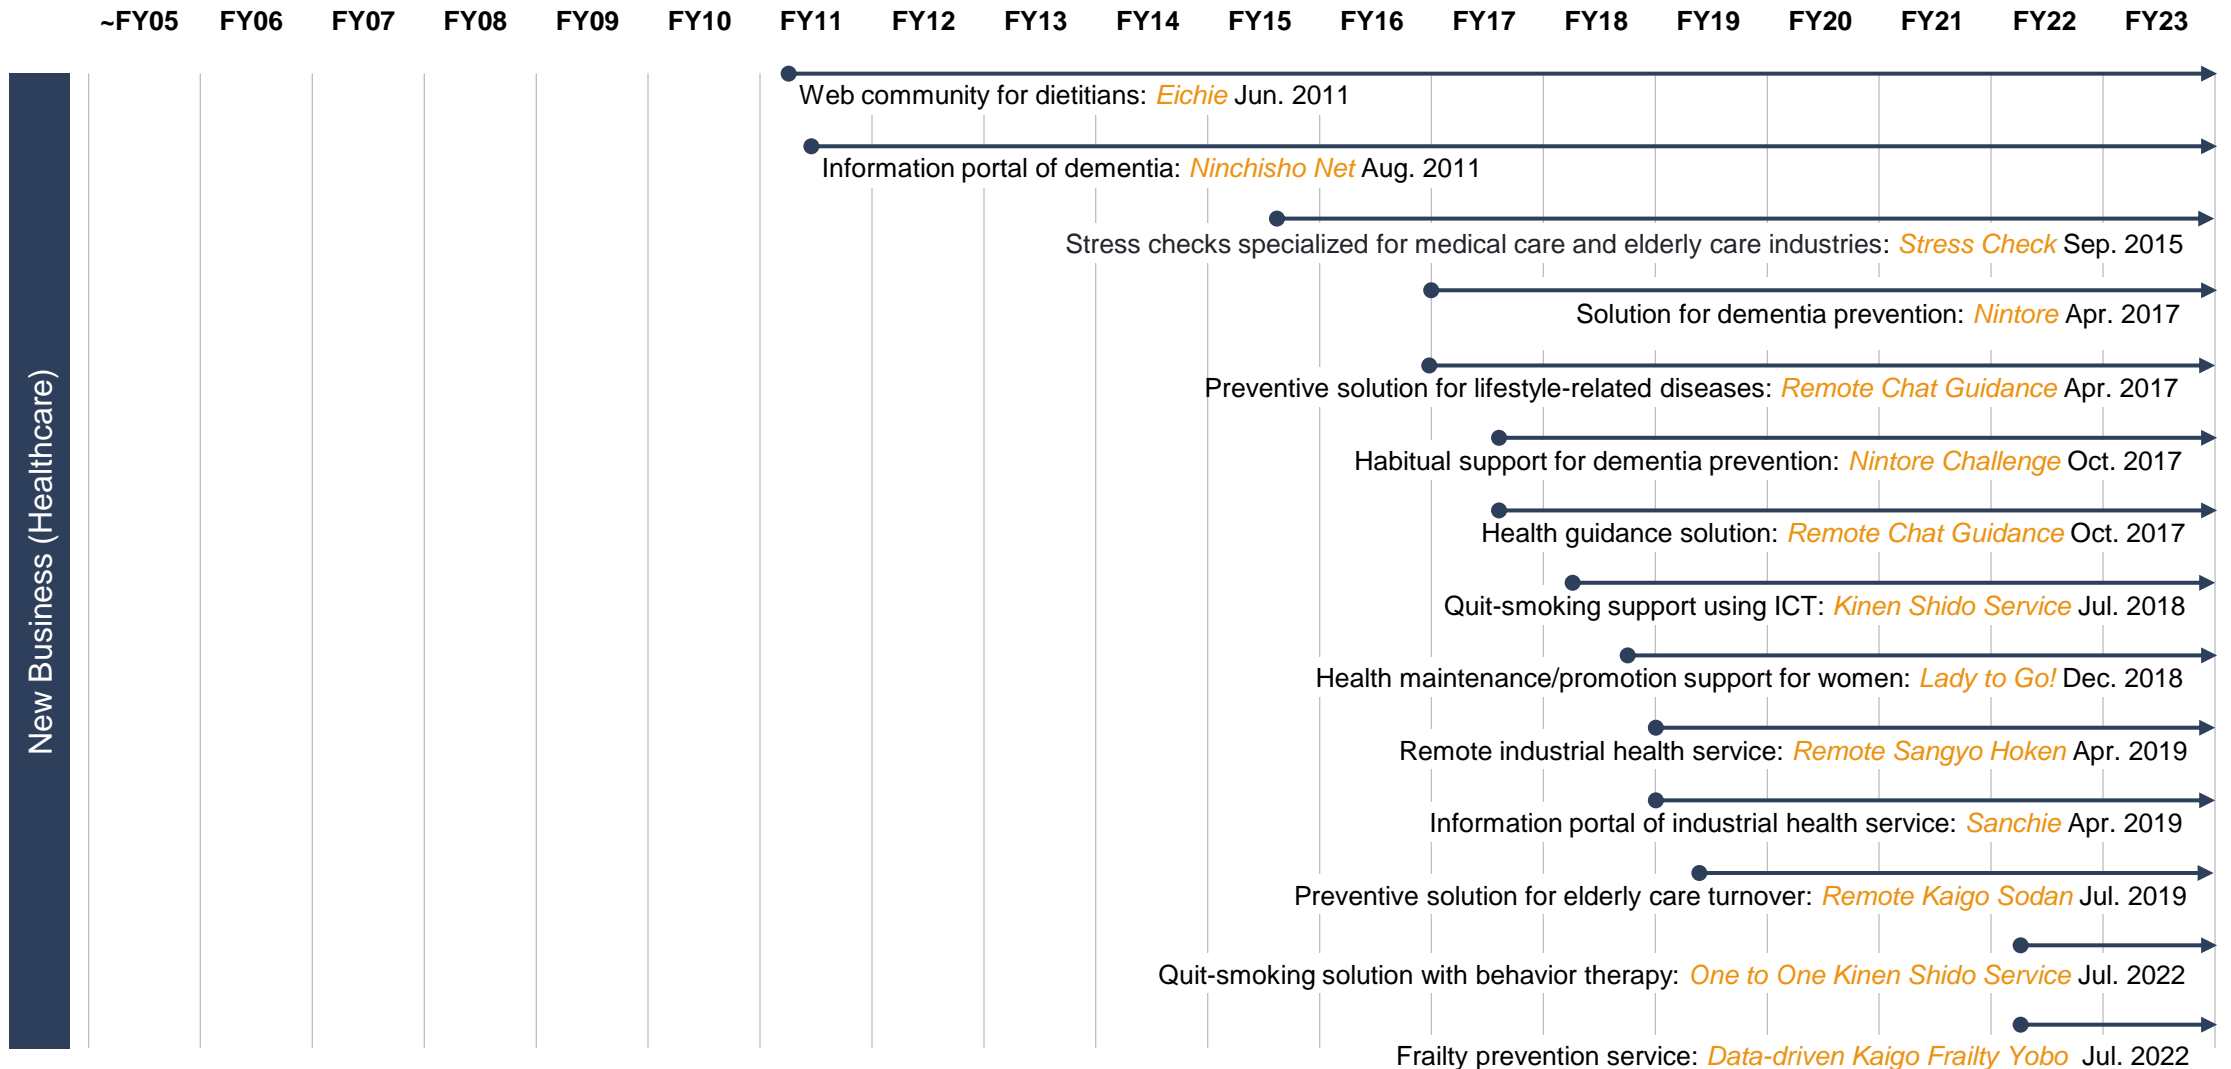 ~FY05 FY06 FY07 FY08 FY09 FY10 FY11 FY12 FY13 FY14 FY15 FY16 FY17 FY18 FY19 FY20 FY21 FY22 FY23
New Business (Healthcare)
Web community for dietitians: Eichie Jun. 2011
Information portal of dementia: Ninchisho Net Aug. 2011
Stress checks specialized for medical care and elderly care industries: Stress Check Sep. 2015
Solution for dementia prevention: Nintore Apr. 2017
Preventive solution for lifestyle-related diseases: Remote Chat Guidance Apr. 2017
Habitual support for dementia prevention: Nintore Challenge Oct. 2017
Health guidance solution: Remote Chat Guidance Oct. 2017
Quit-smoking support using ICT: Kinen Shido Service Jul. 2018
Health maintenance/promotion support for women: Lady to Go! Dec. 2018
Remote industrial health service: Remote Sangyo Hoken Apr. 2019
Information portal of industrial health service: Sanchie Apr. 2019
Preventive solution for elderly care turnover: Remote Kaigo Sodan Jul. 2019
Quit-smoking solution with behavior therapy: One to One Kinen Shido Service Jul. 2022
Frailty prevention service: Data-driven Kaigo Frailty Yobo Jul. 2022